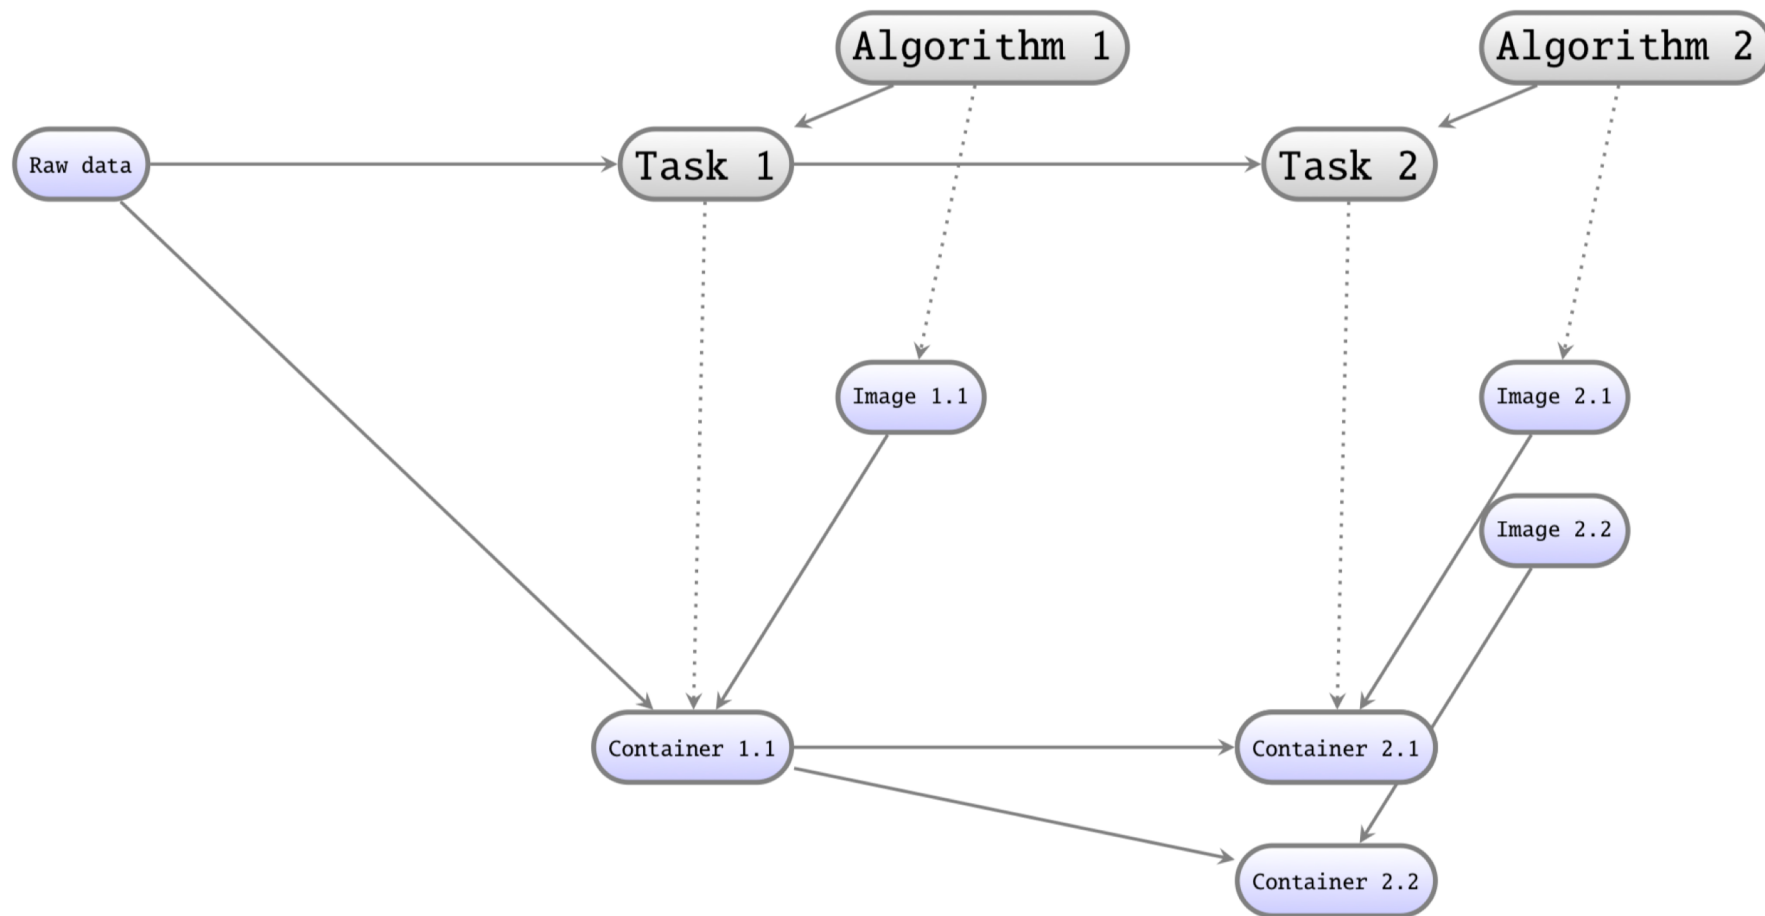 Algorithm 1
Algorithm 2
Raw data
Task 1
Task 2
Image 1.1
Image 2.1
Image 2.2
Container 1.1
Container 2.1
Container 2.2